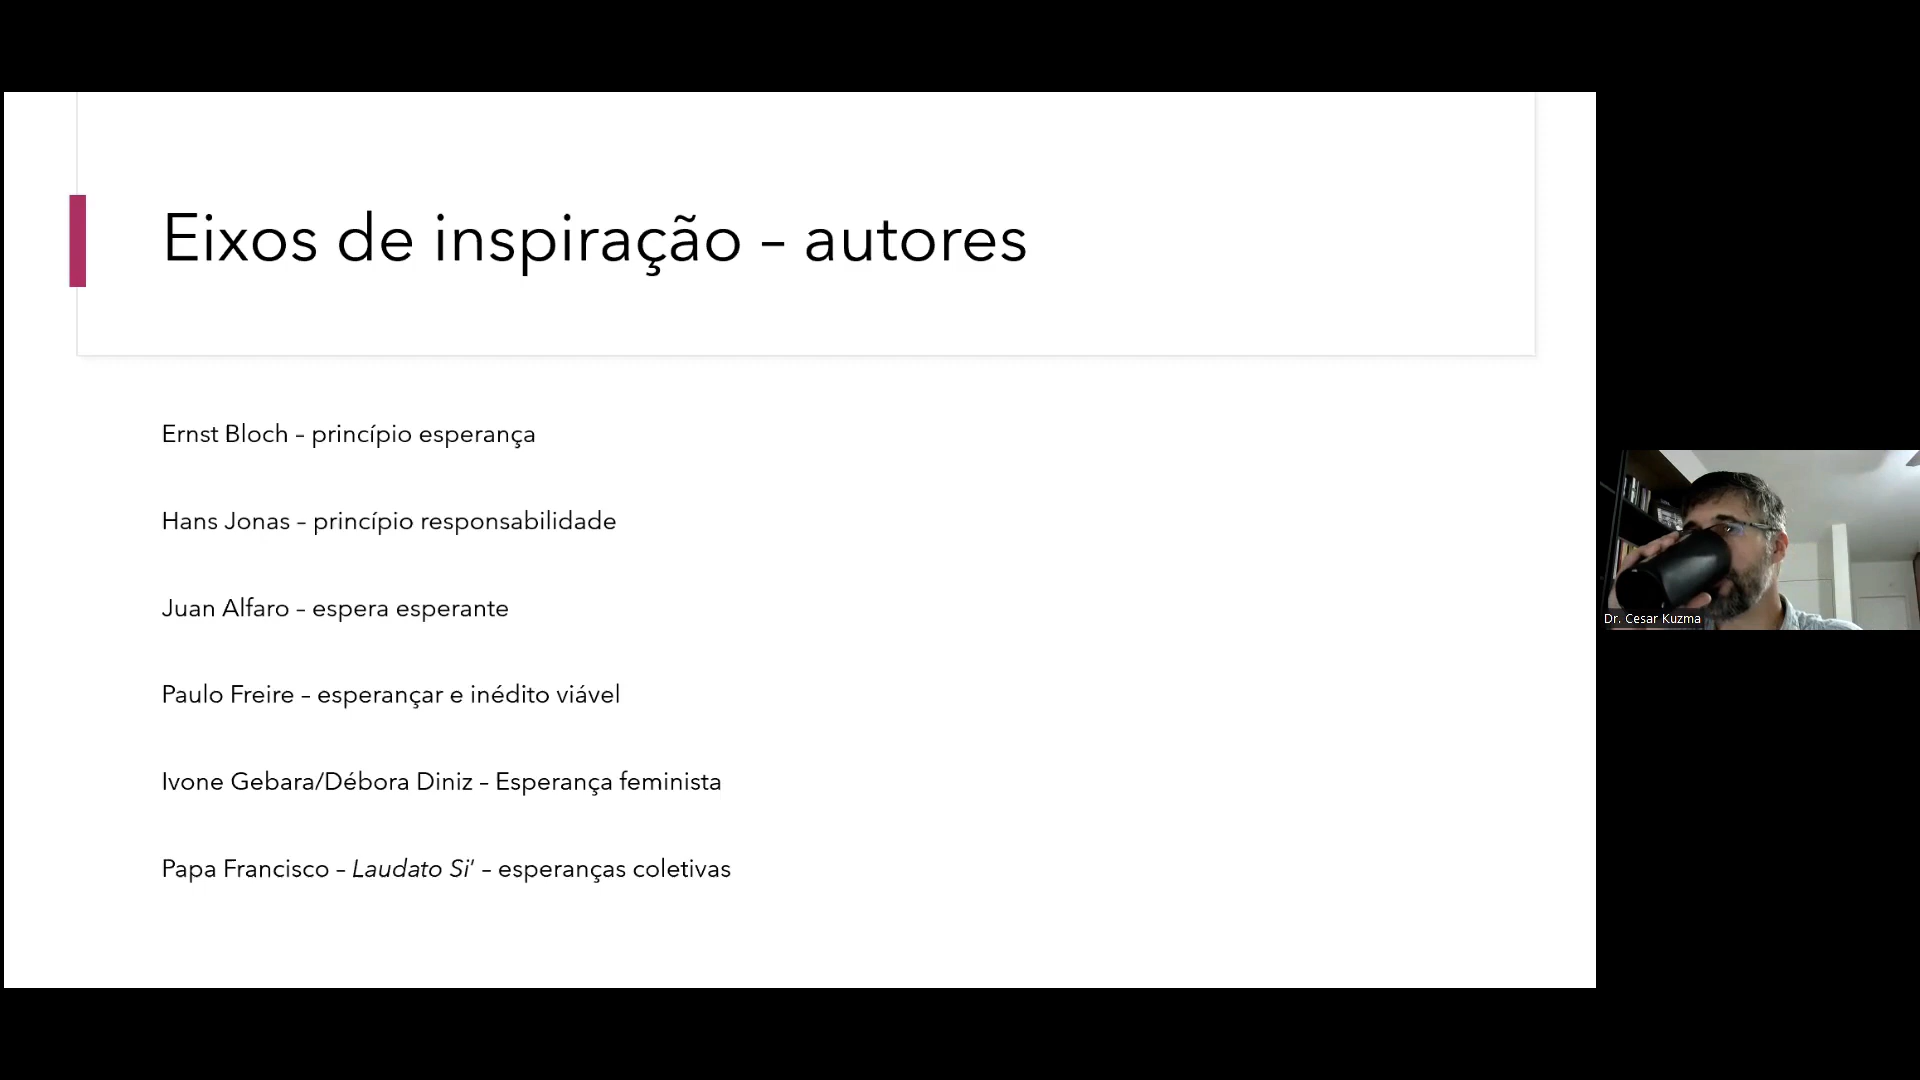 Eixos de inspiração – autores
Ernst Bloch – princípio esperança
Hans Jonas – princípio responsabilidade
Juan Alfaro – espera esperante
Paulo Freire – esperançar e inédito viável
Ivone Gebara/Débora Diniz – Esperança feminista
Papa Francisco – Laudato Si' – esperanças coletivas
Dr. Cesar Kuzma